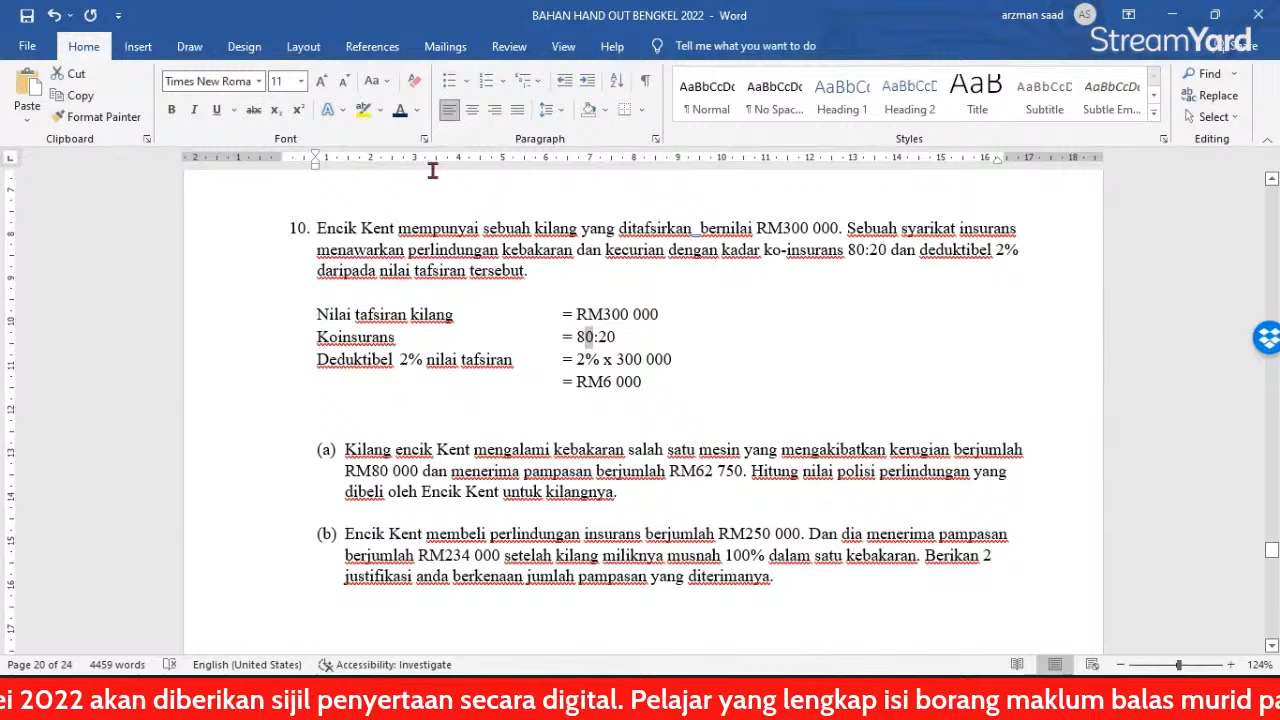 BAHAN HAND OUT BENGKEL 2022 - Word
arzman saad AS
StreamYard
File Home Insert Draw Design Layout References Mailings Review View Help Tell me what you want to do
Paste
Cut
Copy
Format Painter
Clipboard
Times New Roma 11
Font
Paragraph
AaBbCcDc AaBbCcDc AaBbCcD AaBbCcD AaB AaBbCcD AaBbCcD
¶ Normal ¶ No Spac... Heading 1 Heading 2 Title Subtitle Subtle Em...
Styles
Find
Replace
Select
Editing
10. Encik Kent mempunyai sebuah kilang yang ditafsirkan bernilai RM300 000. Sebuah syarikat insurans
menawarkan perlindungan kebakaran dan kecurian dengan kadar ko-insurans 80:20 dan deduktibel 2%
daripada nilai tafsiran tersebut.
Nilai tafsiran kilang = RM300 000
Koinsurans = 80:20
Deduktibel 2% nilai tafsiran = 2% x 300 000
= RM6 000
(a) Kilang encik Kent mengalami kebakaran salah satu mesin yang mengakibatkan kerugian berjumlah
RM80 000 dan menerima pampasan berjumlah RM62 750. Hitung nilai polisi perlindungan yang
dibeli oleh Encik Kent untuk kilangnya.
(b) Encik Kent membeli perlindungan insurans berjumlah RM250 000. Dan dia menerima pampasan
berjumlah RM234 000 setelah kilang miliknya musnah 100% dalam satu kebakaran. Berikan 2
justifikasi anda berkenaan jumlah pampasan yang diterimanya.
Page 20 of 24 4459 words English (United States) Accessibility: Investigate 124%
2022 akan diberikan sijil penyertaan secara digital. Pelajar yang lengkap isi borang maklum balas murid